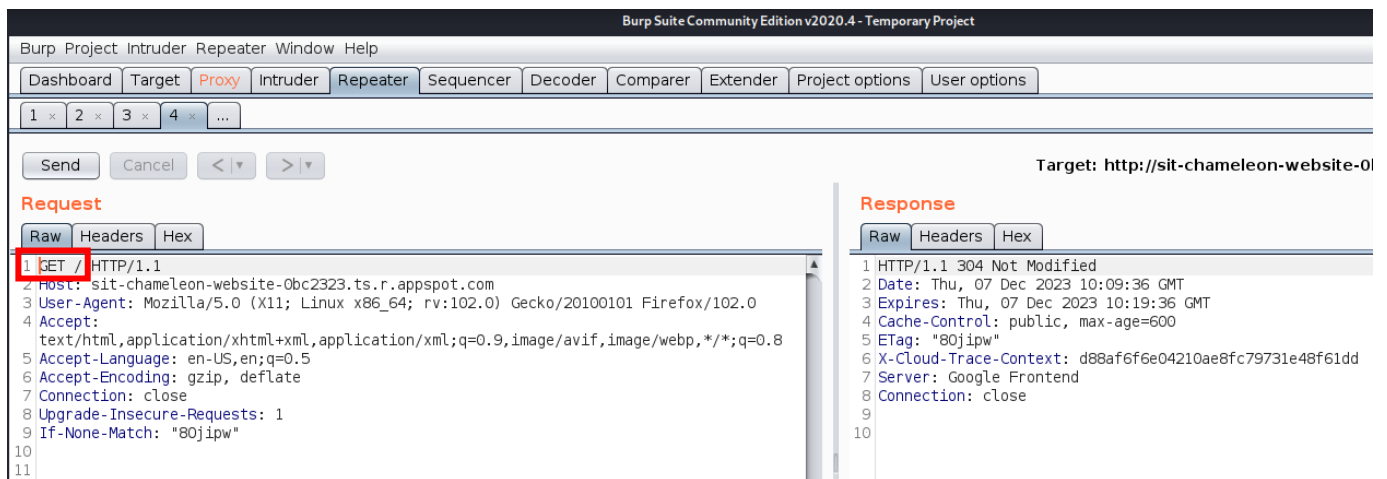 Burp Suite Community Edition v2020.4 - Temporary Project
Burp Project Intruder Repeater Window Help
Dashboard Target Proxy Intruder Repeater Sequencer Decoder Comparer Extender Project options User options
1 × 2 × 3 × 4 × ...
Send Cancel < > Target: http://sit-chameleon-website-0
Request
Raw Headers Hex
1 GET / HTTP/1.1
2 Host: sit-chameleon-website-0bc2323.ts.r.appspot.com
3 User-Agent: Mozilla/5.0 (X11; Linux x86_64; rv:102.0) Gecko/20100101 Firefox/102.0
4 Accept:
text/html,application/xhtml+xml,application/xml;q=0.9,image/avif,image/webp,*/*;q=0.8
5 Accept-Language: en-US,en;q=0.5
6 Accept-Encoding: gzip, deflate
7 Connection: close
8 Upgrade-Insecure-Requests: 1
9 If-None-Match: "80jipw"
10
11
Response
Raw Headers Hex
1 HTTP/1.1 304 Not Modified
2 Date: Thu, 07 Dec 2023 10:09:36 GMT
3 Expires: Thu, 07 Dec 2023 10:19:36 GMT
4 Cache-Control: public, max-age=600
5 ETag: "80jipw"
6 X-Cloud-Trace-Context: d88af6f6e04210ae8fc79731e48f61dd
7 Server: Google Frontend
8 Connection: close
9
10